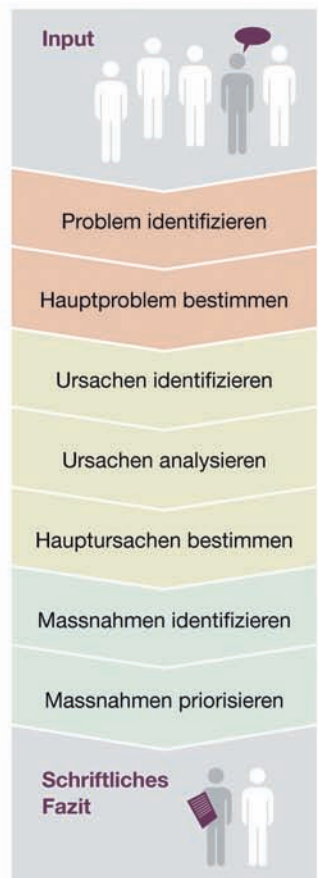 Input
Problem identifizieren
Hauptproblem bestimmen
Ursachen identifizieren
Ursachen analysieren
Hauptursachen bestimmen
Massnahmen identifizieren
Massnahmen priorisieren
Schriftliches
Fazit